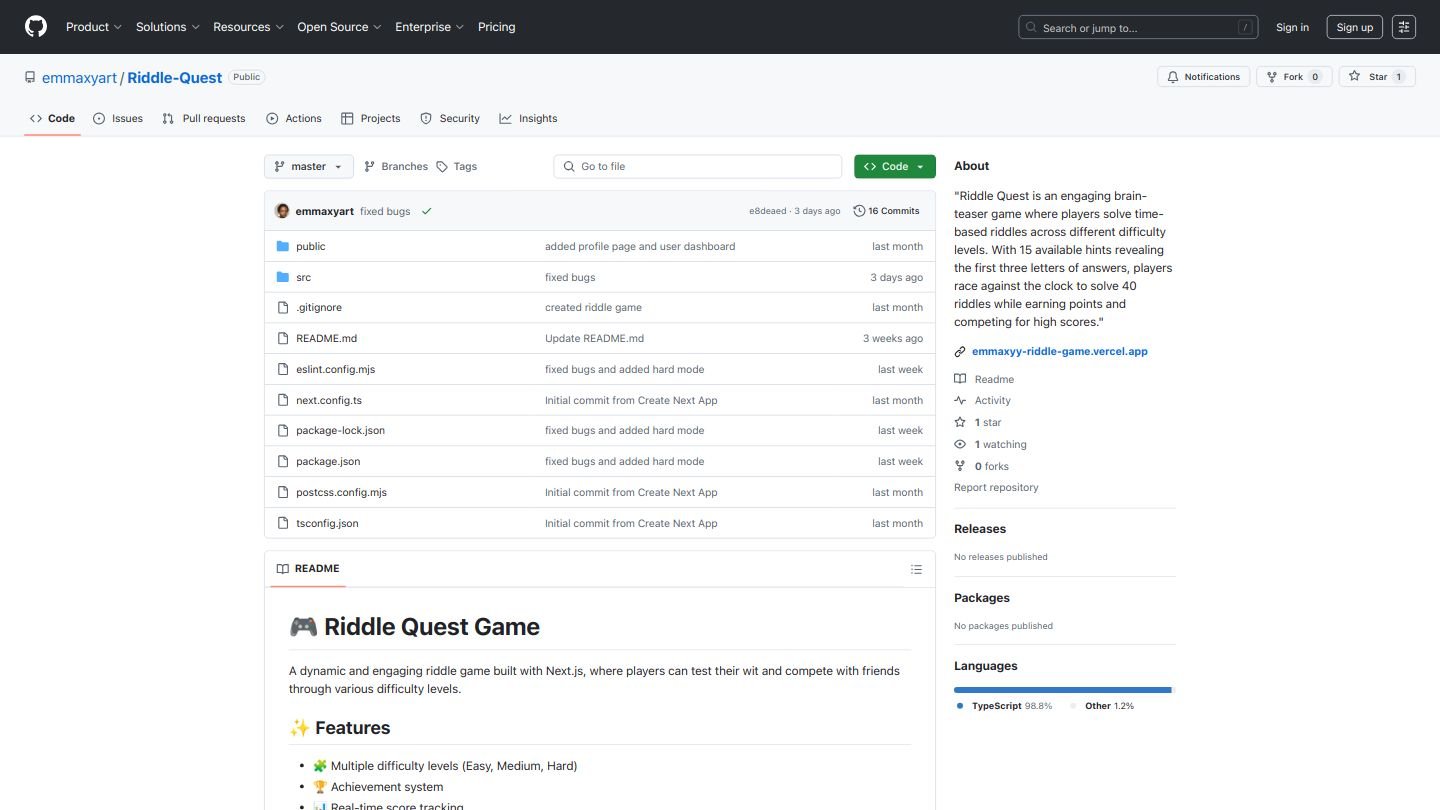 Product Solutions Resources Open Source Enterprise Pricing Search or jump to... / Sign in Sign up
emmaxyart / Riddle-Quest Public Notifications Fork 0 Star 1
Code Issues Pull requests Actions Projects Security Insights
master Branches Tags Go to file Code
emmaxyart fixed bugs e8deaed · 3 days ago 16 Commits
public added profile page and user dashboard last month
src fixed bugs 3 days ago
.gitignore created riddle game last month
README.md Update README.md 3 weeks ago
eslint.config.mjs fixed bugs and added hard mode last week
next.config.ts Initial commit from Create Next App last month
package-lock.json fixed bugs and added hard mode last week
package.json fixed bugs and added hard mode last week
postcss.config.mjs Initial commit from Create Next App last month
tsconfig.json Initial commit from Create Next App last month
README
🎮 Riddle Quest Game
A dynamic and engaging riddle game built with Next.js, where players can test their wit and compete with friends
through various difficulty levels.
✨ Features
• 🧩 Multiple difficulty levels (Easy, Medium, Hard)
• 🏆 Achievement system
• 📊 Real-time score tracking
About
"Riddle Quest is an engaging brain-
teaser game where players solve time-
based riddles across different difficulty
levels. With 15 available hints revealing
the first three letters of answers, players
race against the clock to solve 40
riddles while earning points and
competing for high scores."
emmaxyy-riddle-game.vercel.app
Readme
Activity
1 star
1 watching
0 forks
Report repository
Releases
No releases published
Packages
No packages published
Languages
TypeScript 98.8% Other 1.2%